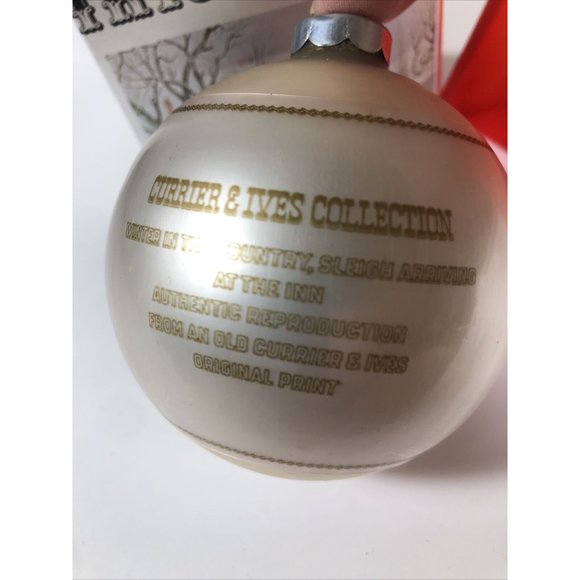 CURRIER & IVES COLLECTION
WINTER IN THE COUNTRY, SLEIGH ARRIVING
AT THE INN
AUTHENTIC REPRODUCTION
FROM AN OLD CURRIER & IVES
ORIGINAL PRINT